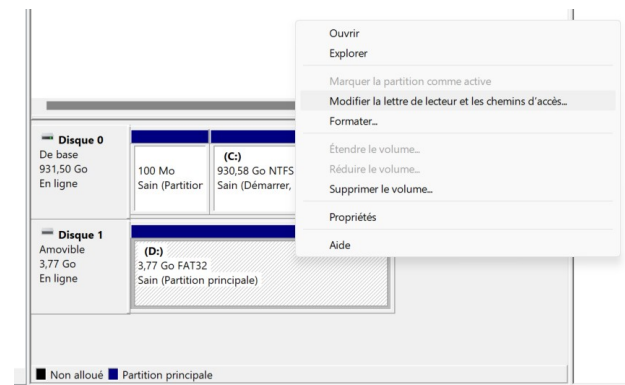 Ouvrir
Explorer
Marquer la partition comme active
Modifier la lettre de lecteur et les chemins d'accès...
Formater...
Étendre le volume...
Réduire le volume...
Supprimer le volume...
Propriétés
Aide
Disque 0
De base
931,50 Go
En ligne
100 Mo
Sain (Partitior
(C:)
930,58 Go NTFS
Sain (Démarrer,
Disque 1
Amovible
3,77 Go
En ligne
(D:)
3,77 Go FAT32
Sain (Partition principale)
Non alloué Partition principale